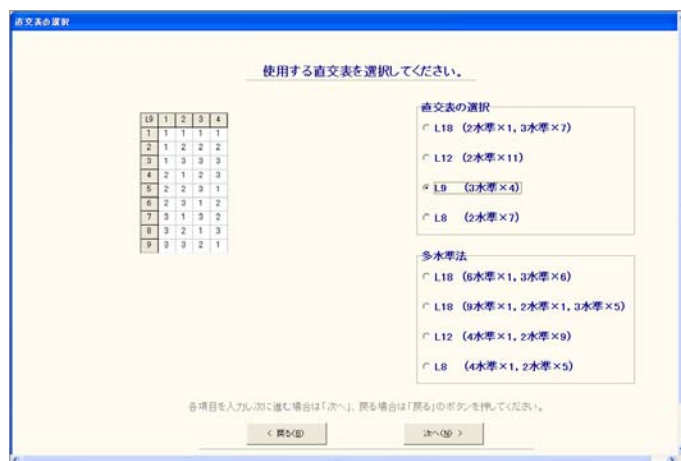 直交表の選択
使用する直交表を選択してください。
L9 1 2 3 4
1 1 1 1 1
2 1 2 2 2
3 1 3 3 3
4 2 1 2 3
5 2 2 3 1
6 2 3 1 2
7 3 1 3 2
8 3 2 1 3
9 3 3 2 1
直交表の選択
L18 (2水準×1, 3水準×7)
L12 (2水準×11)
L9 (3水準×4)
L8 (2水準×7)
多水準法
L18 (6水準×1, 3水準×6)
L18 (9水準×1, 2水準×1, 3水準×5)
L12 (4水準×1, 2水準×9)
L8 (4水準×1, 2水準×5)
各項目を入力し次に進む場合は「次へ」, 戻る場合は「戻る」のボタンを押してください。
< 戻る(B)
次へ(N) >